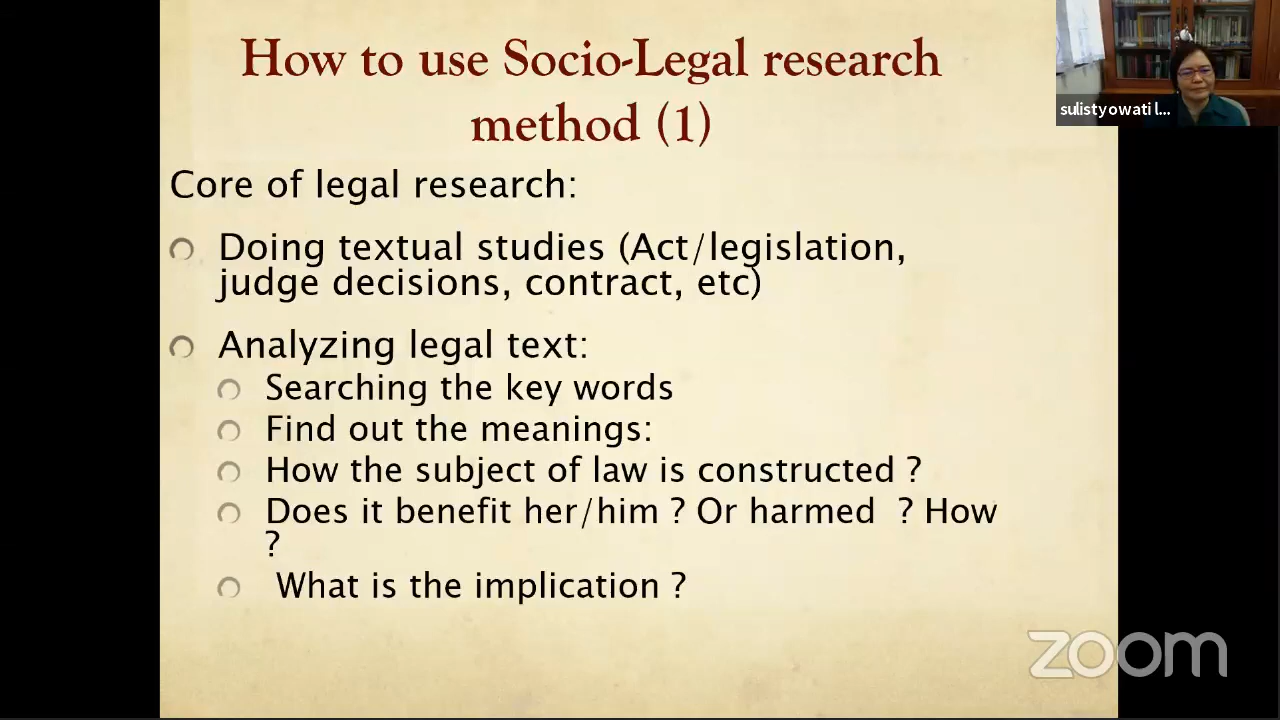 How to use Socio-Legal research
method (1)
sulistyowati l...
Core of legal research:
Doing textual studies (Act/legislation,
judge decisions, contract, etc)
Analyzing legal text:
Searching the key words
Find out the meanings:
How the subject of law is constructed ?
Does it benefit her/him ? Or harmed  ? How
?
What is the implication ?
zoom